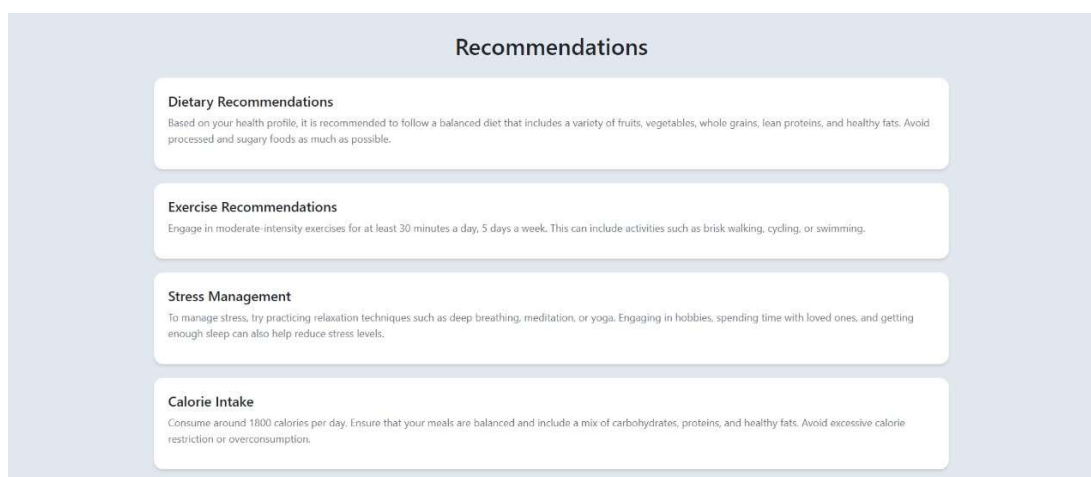 Recommendations
Dietary Recommendations
Based on your health profile, it is recommended to follow a balanced diet that includes a variety of fruits, vegetables, whole grains, lean proteins, and healthy fats. Avoid
processed and sugary foods as much as possible.
Exercise Recommendations
Engage in moderate-intensity exercises for at least 30 minutes a day, 5 days a week. This can include activities such as brisk walking, cycling, or swimming.
Stress Management
To manage stress, try practicing relaxation techniques such as deep breathing, meditation, or yoga. Engaging in hobbies, spending time with loved ones, and getting
enough sleep can also help reduce stress levels.
Calorie Intake
Consume around 1800 calories per day. Ensure that your meals are balanced and include a mix of carbohydrates, proteins, and healthy fats. Avoid excessive calorie
restriction or overconsumption.